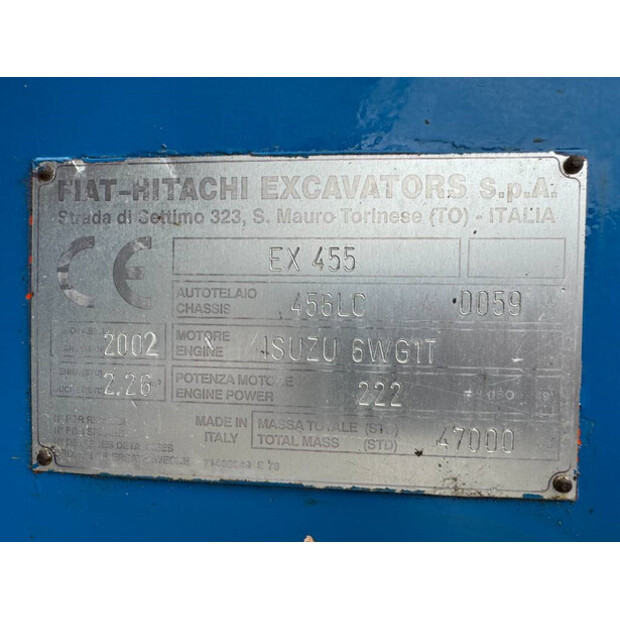 FIAT-HITACHI EXCAVATORS S.p.A.
Strada di Settimo 323, S. Mauro Torinese (TO) - ITALIA
CE
EX 455
AUTOTELAIO
CHASSIS
456LC 0059
2002
MOTORE
ENGINE
ISUZU 6WG1T
2.26
POTENZA MOTORE
ENGINE POWER
222
MADE IN
ITALY
MASSA TOTALE (STD)
TOTAL MASS (STD)
47000